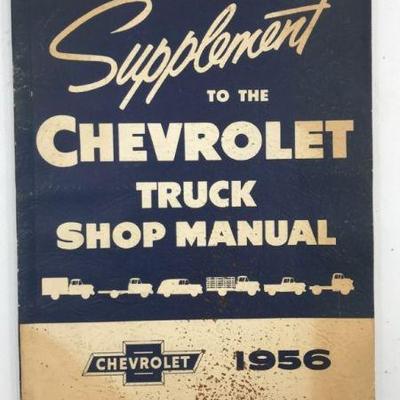 Supplement
TO THE
CHEVROLET
TRUCK
SHOP MANUAL
CHEVROLET 1956